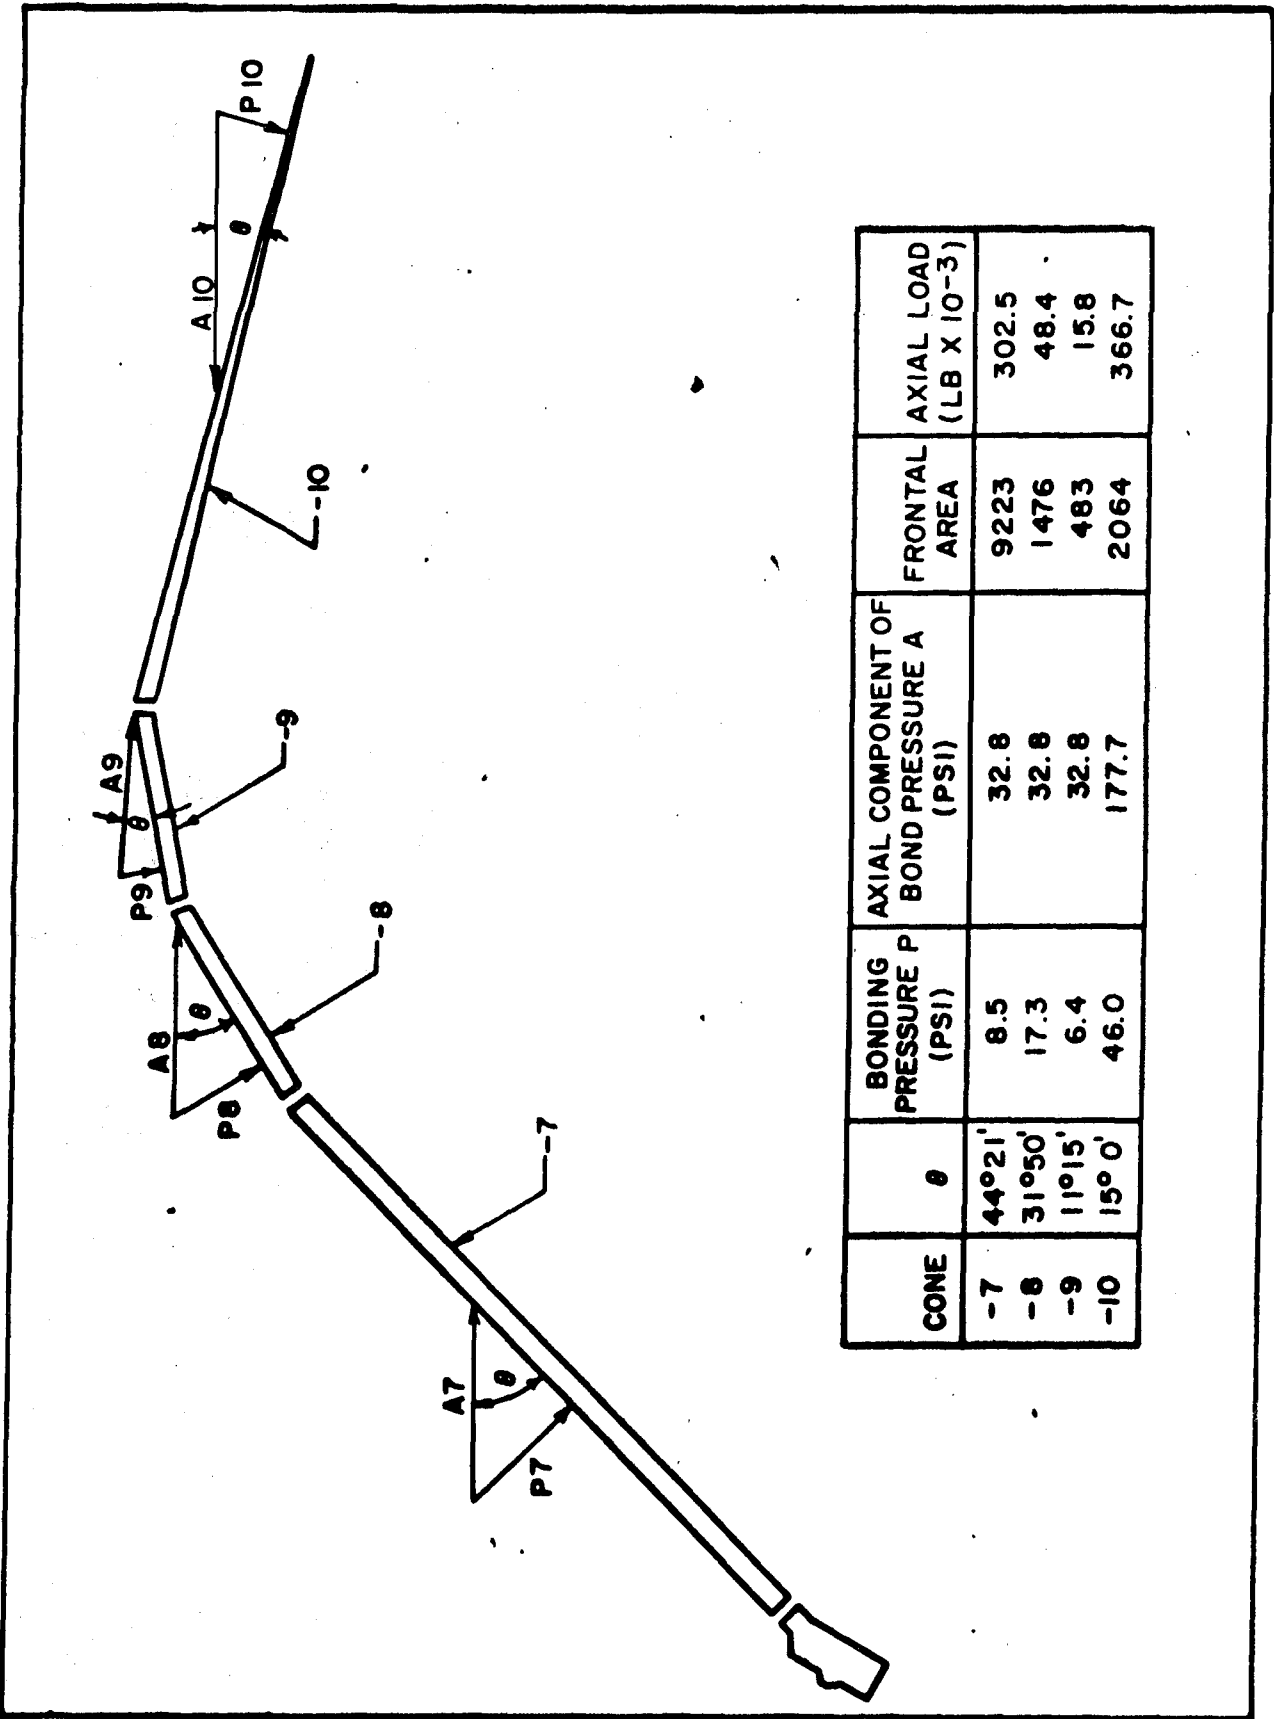 P 10
A 10
θ
-10
A9
θ
P9
-9
A8
θ
P8
-8
A7
θ
P7
-7
CONE θ BONDING PRESSURE P (PSI) AXIAL COMPONENT OF BOND PRESSURE A (PSI) FRONTAL AREA AXIAL LOAD (LB X 10-3)
-7 44°21' 8.5 32.8 9223 302.5
-8 31°50' 17.3 32.8 1476 48.4
-9 11°15' 6.4 32.8 483 15.8
-10 15°0' 46.0 177.7 2064 366.7